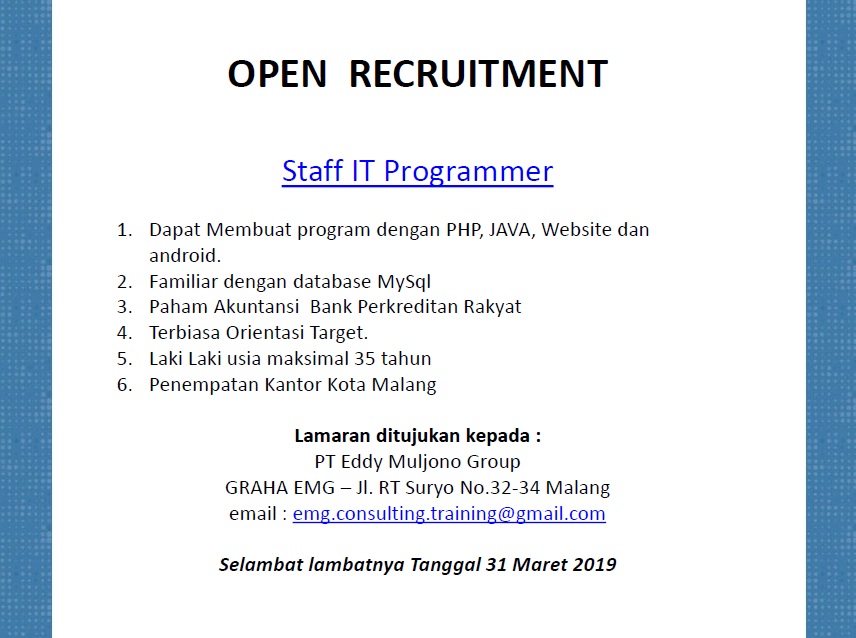 OPEN RECRUITMENT
Staff IT Programmer
1. Dapat Membuat program dengan PHP, JAVA, Website dan
android.
2. Familiar dengan database MySql
3. Paham Akuntansi Bank Perkreditan Rakyat
4. Terbiasa Orientasi Target.
5. Laki Laki usia maksimal 35 tahun
6. Penempatan Kantor Kota Malang
Lamaran ditujukan kepada :
PT Eddy Muljono Group
GRAHA EMG – Jl. RT Suryo No.32-34 Malang
email : emg.consulting.training@gmail.com
Selambat lambatnya Tanggal 31 Maret 2019